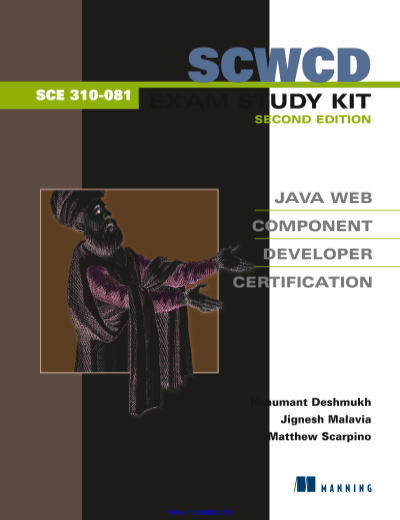 SCWCD
SCE 310-081
EXAM STUDY KIT
SECOND EDITION
JAVA WEB
COMPONENT
DEVELOPER
CERTIFICATION
Hanumant Deshmukh
Jignesh Malavia
Matthew Scarpino
MANNING